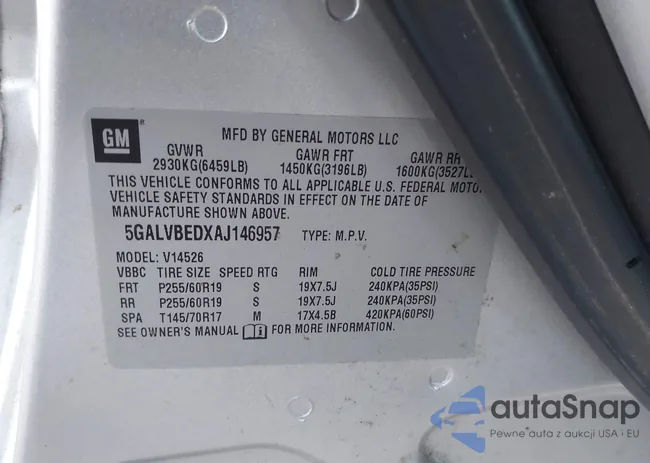 GM
MFD BY GENERAL MOTORS LLC
GVWR GAWR FRT GAWR RR
2930KG(6459LB) 1450KG(3196LB) 1600KG(3527LB
THIS VEHICLE CONFORMS TO ALL APPLICABLE U.S. FEDERAL MOTO
VEHICLE SAFETY STANDARDS IN EFFECT ON THE DATE OF
MANUFACTURE SHOWN ABOVE.
5GALVBEDXAJ146957 TYPE: M.P.V.
MODEL: V14526
VBBC TIRE SIZE SPEED RTG RIM COLD TIRE PRESSURE
FRT P255/60R19 S 19X7.5J 240KPA(35PSI)
RR P255/60R19 S 19X7.5J 240KPA(35PSI)
SPA T145/70R17 M 17X4.5B 420KPA(60PSI)
SEE OWNER'S MANUAL i FOR MORE INFORMATION.
autaSnap
Pewne auta z aukcji USA i EU